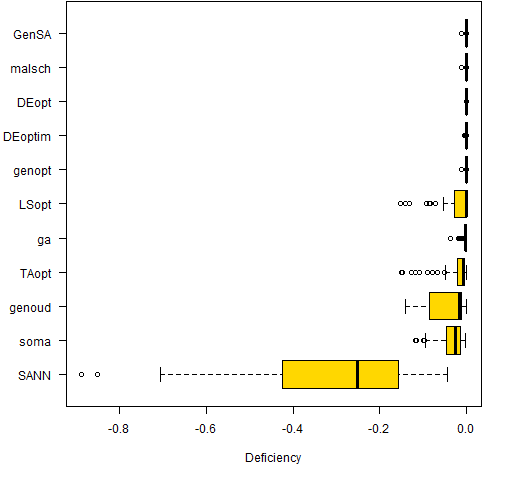 GenSA
malsch
DEopt
DEoptim
genopt
LSopt
ga
TAopt
genoud
soma
SANN
-0.8 -0.6 -0.4 -0.2 0.0
Deficiency